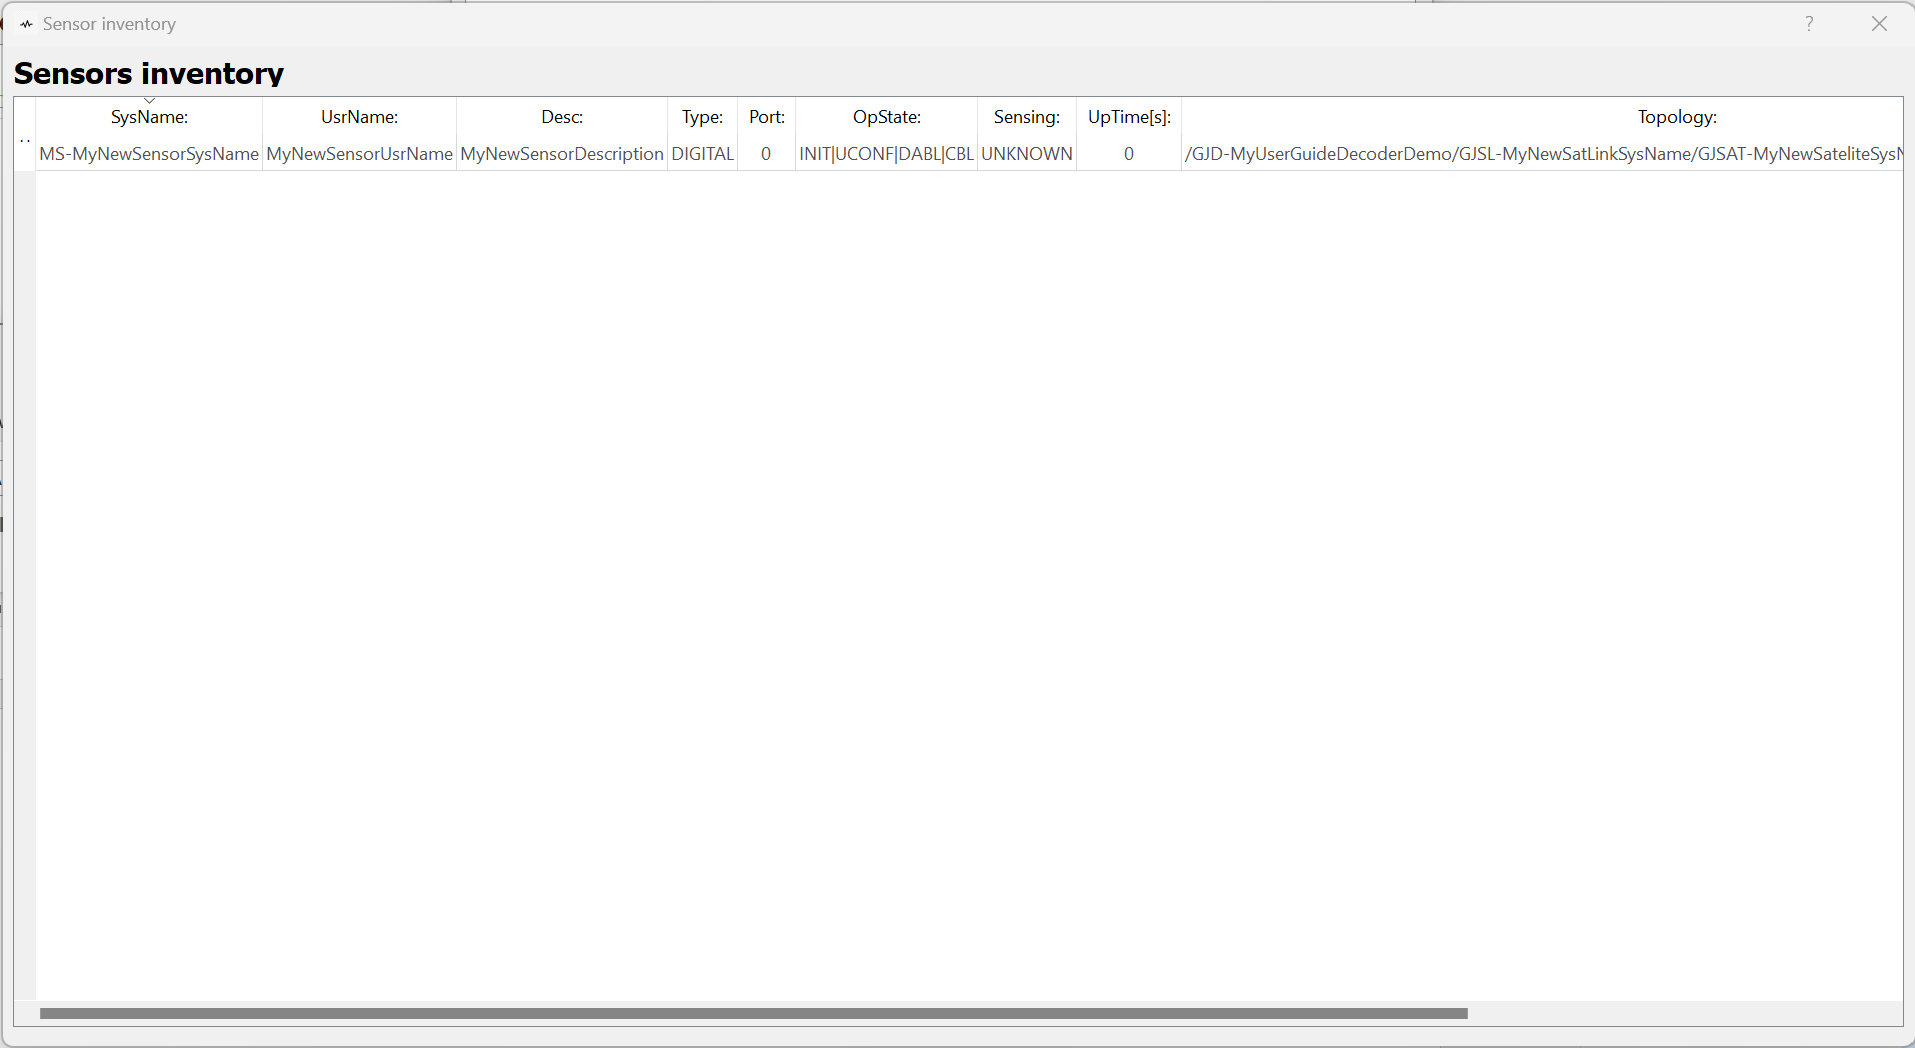 Sensor inventory ?
Sensors inventory
SysName: UsrName: Desc: Type: Port: OpState: Sensing: UpTime[s]: Topology:
MS-MyNewSensorSysName MyNewSensorUsrName MyNewSensorDescription DIGITAL 0 INIT|UCONF|DABL|CBL UNKNOWN 0 /GJD-MyUserGuideDecoderDemo/GJSL-MyNewSatLinkSysName/GJSAT-MyNewSateliteSys